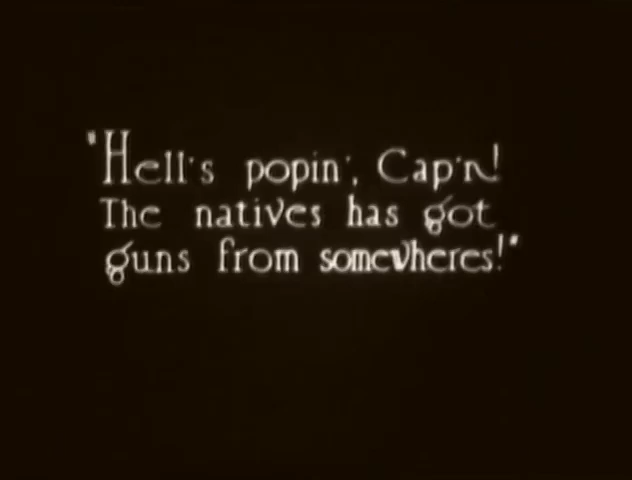 "Hell's popin', Cap'n!
The natives has got
guns from somewheres!"